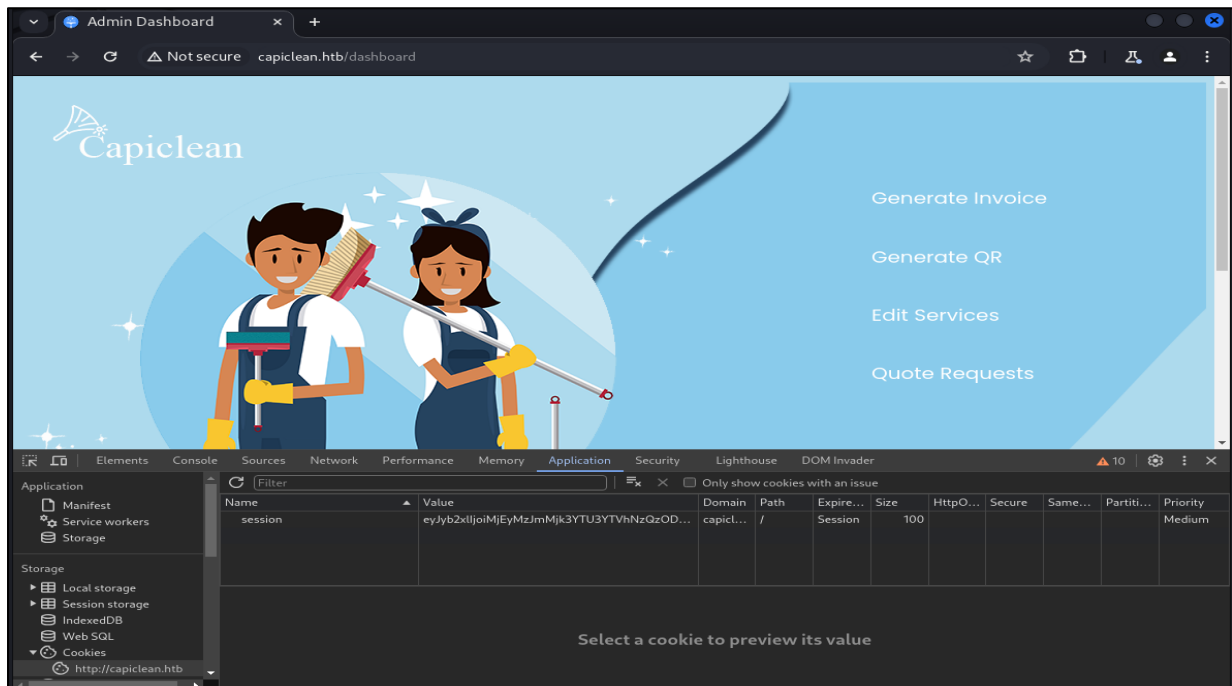 Admin Dashboard
Not secure capiclean.htb/dashboard
Capiclean
Generate Invoice
Generate QR
Edit Services
Quote Requests
Elements Console Sources Network Performance Memory Application Security Lighthouse DOM Invader 10
Application Filter Only show cookies with an issue
Manifest
Service workers
Storage
Name Value Domain Path Expire... Size HttpO... Secure Same... Partiti... Priority
session capicl... / Session 100 Medium
Storage
Local storage
Session storage
IndexedDB
Web SQL
Cookies
http://capiclean.htb
Select a cookie to preview its value